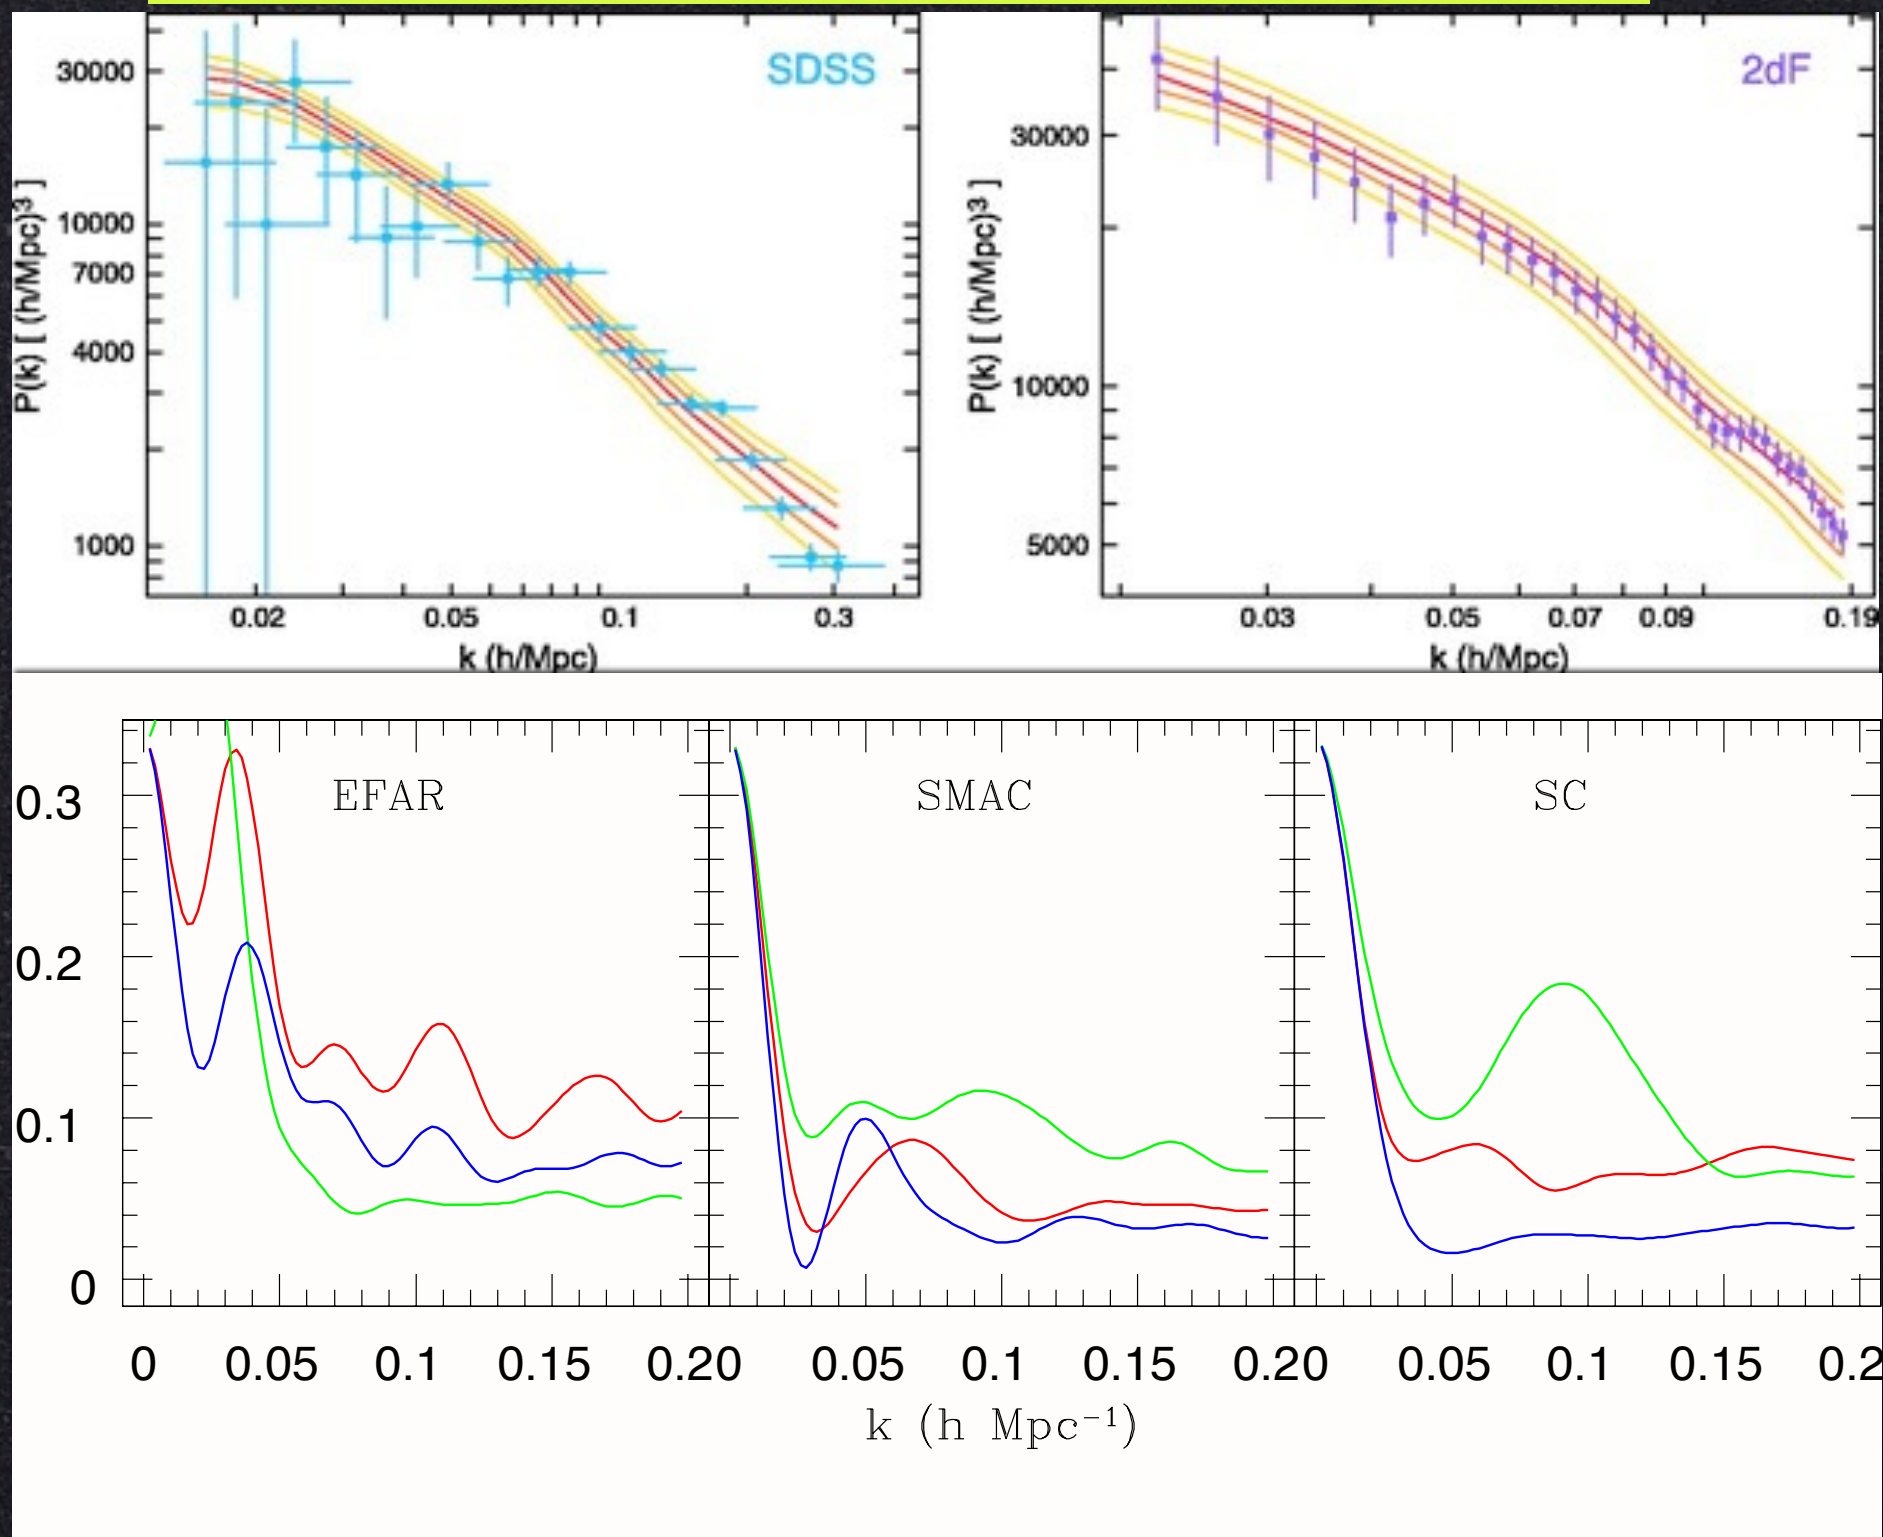 SDSS
30000
10000
7000
4000
1000
P(k) [ (h/Mpc)³ ]
0.02 0.05 0.1 0.3
k (h/Mpc)
2dF
30000
10000
5000
P(k) [ (h/Mpc)³ ]
0.03 0.05 0.07 0.09 0.19
k (h/Mpc)
EFAR SMAC SC
0.3
0.2
0.1
0
0 0.05 0.1 0.15 0.20 0.05 0.1 0.15 0.20 0.05 0.1 0.15 0.2
k (h Mpc⁻¹)